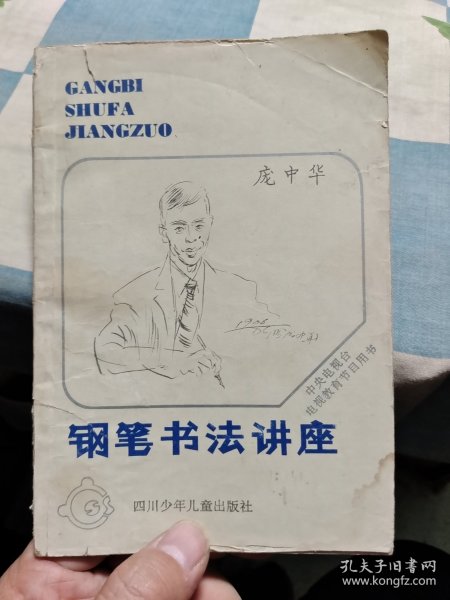 GANGBI
SHUFA
JIANGZUO
庞中华
中央电视台
电视教育节目用书
钢笔书法讲座
四川少年儿童出版社
孔夫子旧书网
www.kongfz.com